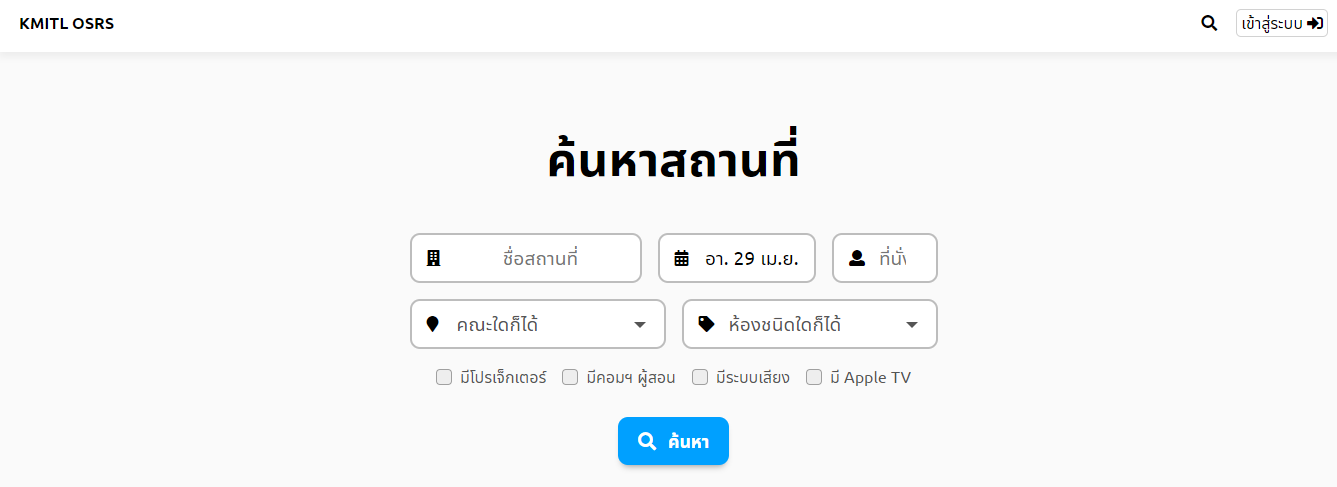 KMITL OSRS เข้าสู่ระบบ
ค้นหาสถานที่
ชื่อสถานที่ อา. 29 เม.ย. ที่นั่ง
คณะใดก็ได้ ห้องชนิดใดก็ได้
มีโปรเจ็กเตอร์ มีคอมฯ ผู้สอน มีระบบเสียง มี Apple TV
ค้นหา